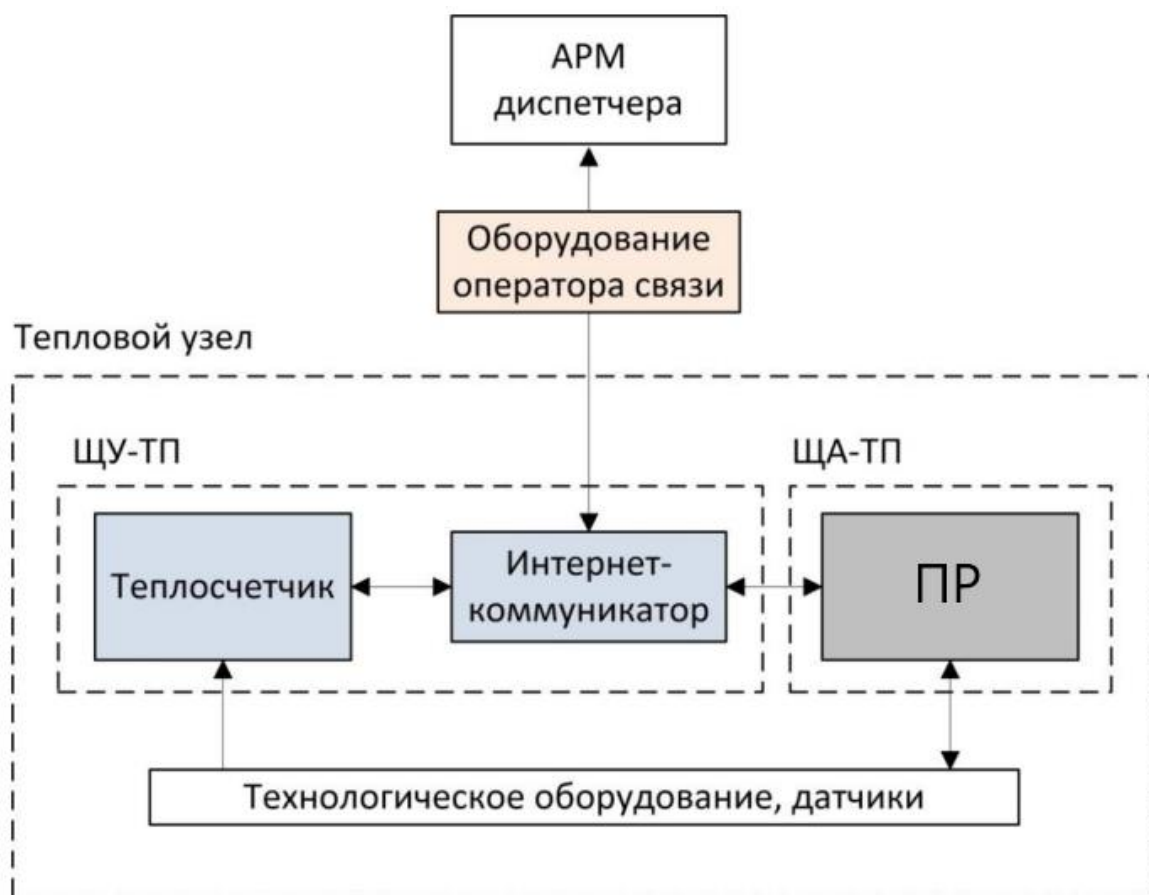 АРМ
диспетчера
Оборудование
оператора связи
Тепловой узел
ЩУ-ТП
ЩА-ТП
Теплосчетчик
Интернет-
коммуникатор
ПР
Технологическое оборудование, датчики